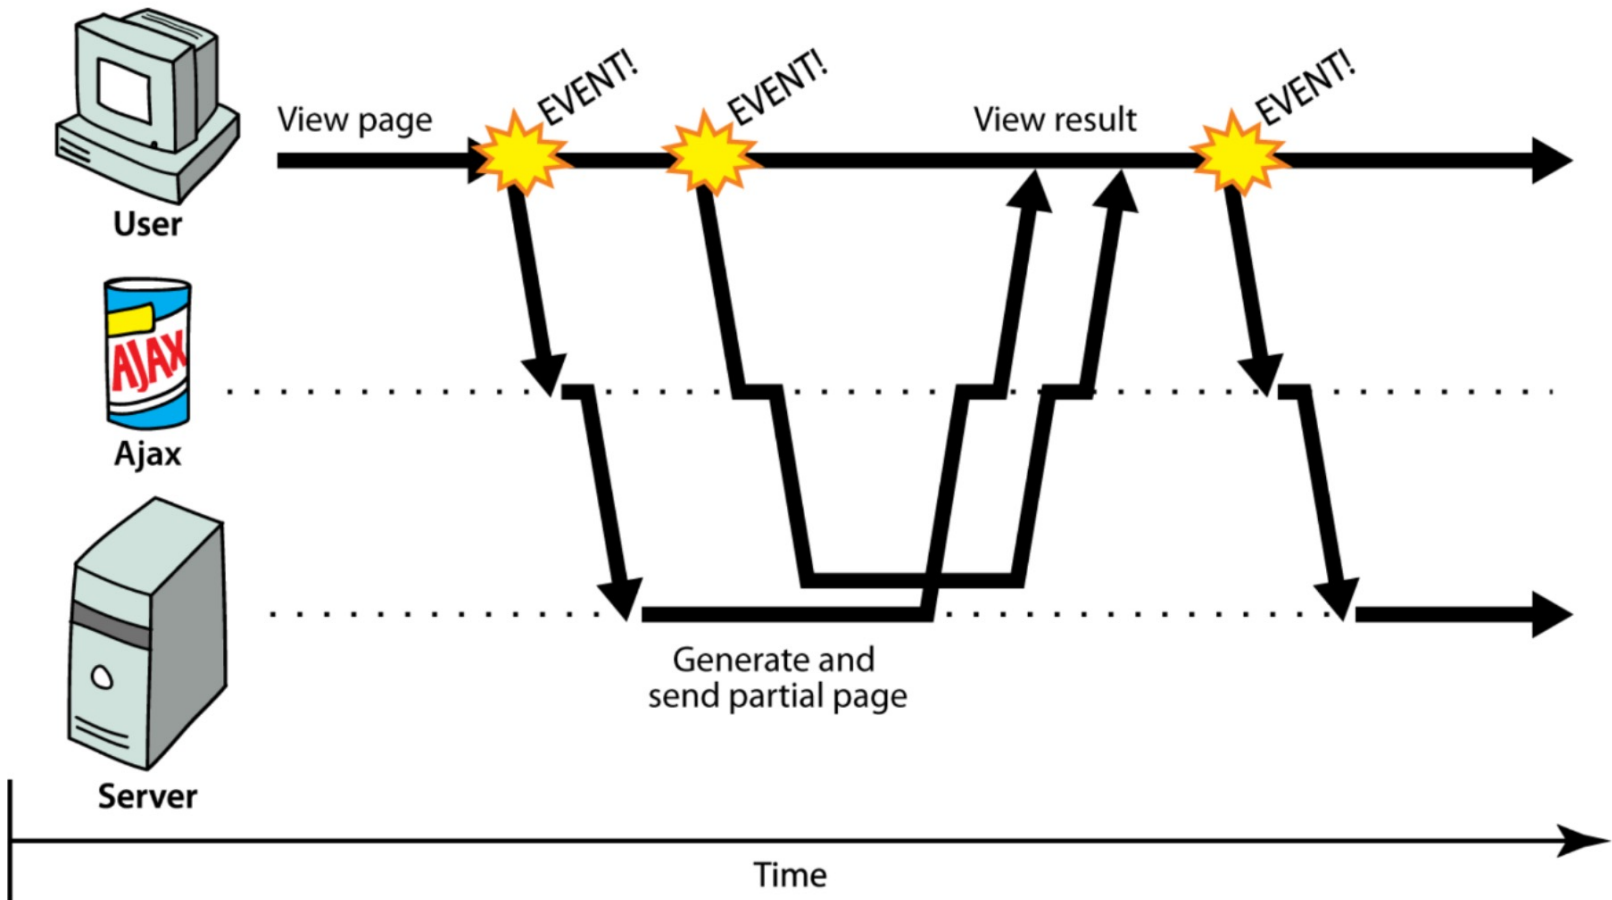 EVENT!
EVENT!
EVENT!
View page
View result
User
AJAX
Ajax
Generate and
send partial page
Server
Time